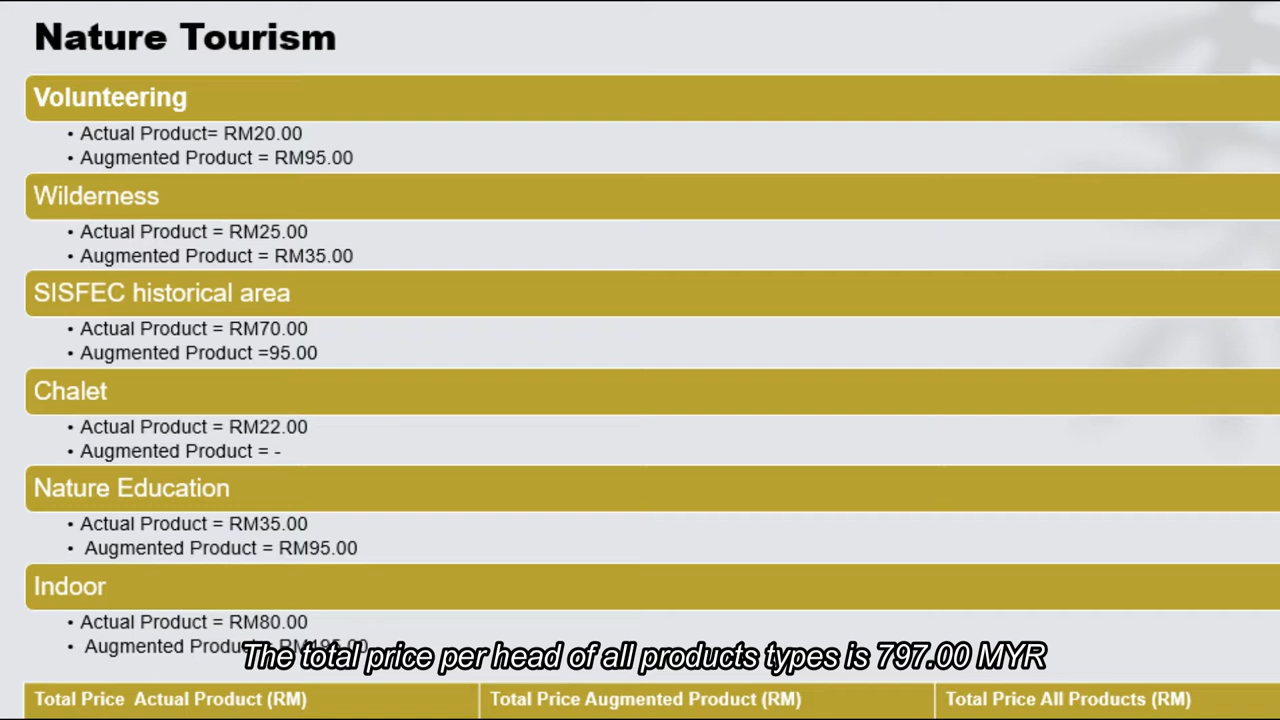 Nature Tourism
Volunteering
• Actual Product= RM20.00
• Augmented Product = RM95.00
Wilderness
• Actual Product = RM25.00
• Augmented Product = RM35.00
SISFEC historical area
• Actual Product = RM70.00
• Augmented Product =95.00
Chalet
• Actual Product = RM22.00
• Augmented Product = -
Nature Education
• Actual Product = RM35.00
• Augmented Product = RM95.00
Indoor
• Actual Product = RM80.00
• Augmented Product =
The total price per head of all products types is 797.00 MYR
Total Price Actual Product (RM)
Total Price Augmented Product (RM)
Total Price All Products (RM)